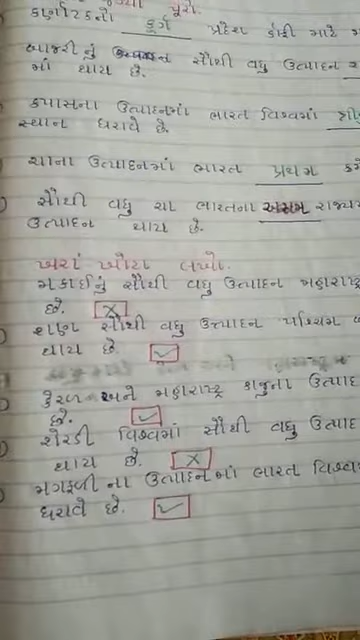 પૂરો.
કર્ણાટકનો કુર્ગ પ્રદેશ કોફી માટે
બાજરીનું સૌથી વધુ ઉત્પાદન
માં થાય છે.
કપાસના ઉત્પાદનમાં ભારત વિશ્વમાં
સ્થાન ધરાવે છે.
ચાના ઉત્પાદનમાં ભારત પ્રથમ
સૌથી વધુ ચા ભારતના અસમ રાજ્ય
ઉત્પાદન થાય છે.
ખરાં ખોટા લખો.
મકાઈનું સૌથી વધુ ઉત્પાદન મહારાષ્ટ્ર
છે. X
શણ સૌથી વધુ ઉત્પાદન પશ્ચિમ
થાય છે. ✓
કેરળ અને મહારાષ્ટ્ર કાજુના ઉત્પાદ
છે. ✓
શેરડી વિશ્વમાં સૌથી વધુ ઉત્પાદ
થાય છે. X
મગફળી ના ઉત્પાદનમાં ભારત વિશ્વ
ધરાવે છે. ✓